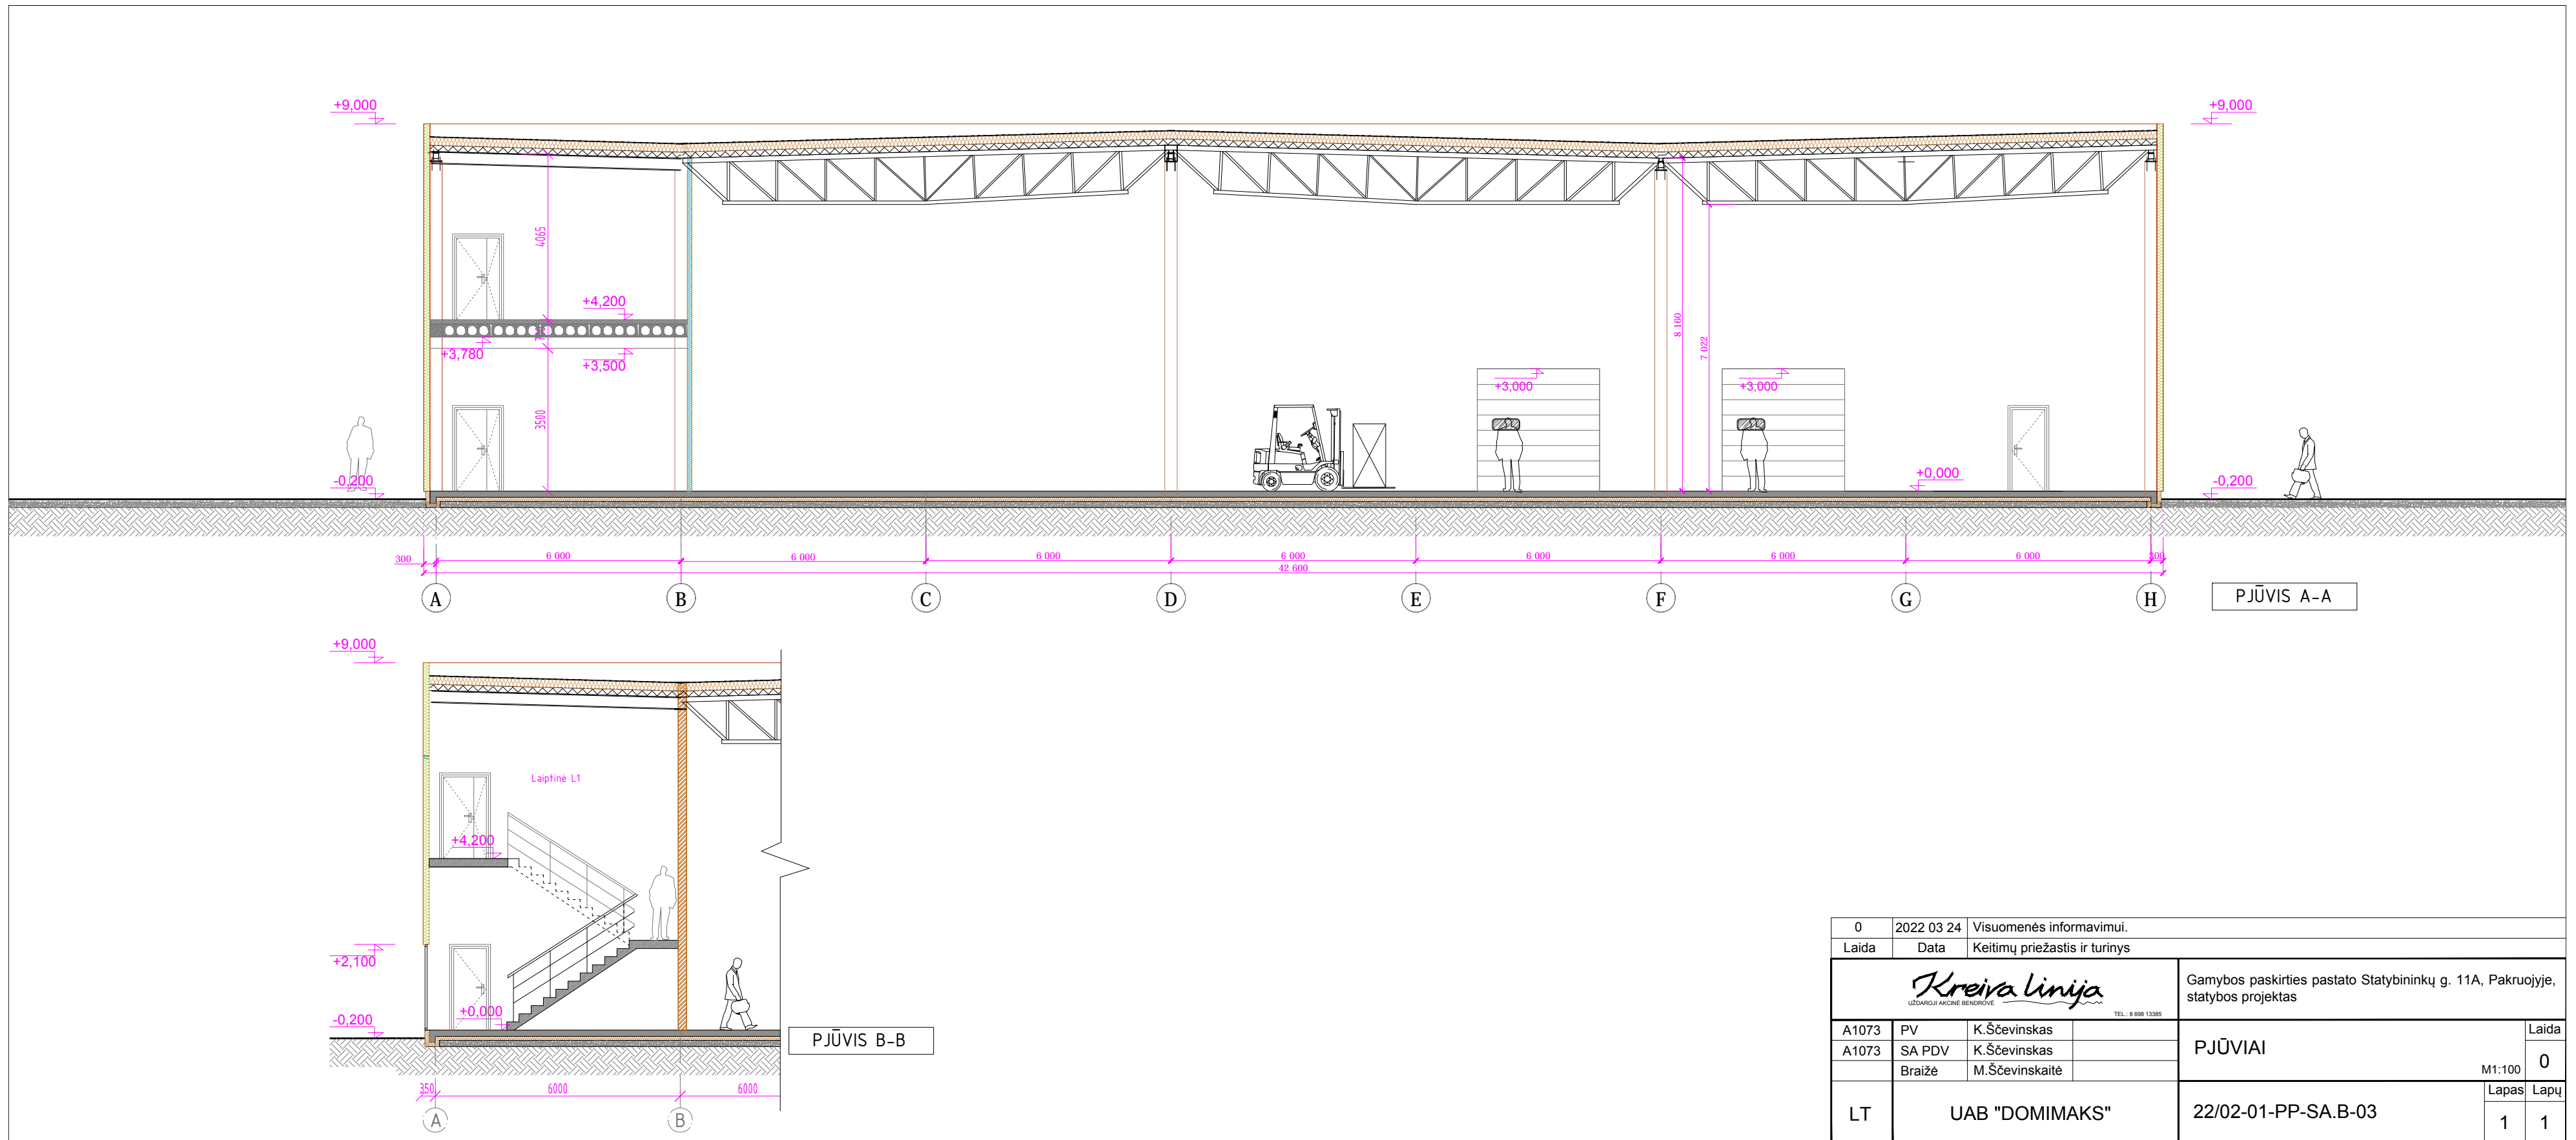 +9,000
+9,000
4065
+4,200
+3,780
+3,500
3500
8 160
7 022
+3,000
+3,000
+0,000
-0,200
-0,200
300
6 000
6 000
6 000
6 000
6 000
6 000
6 000
300
42 600
A
B
C
D
E
F
G
H
PJŪVIS A-A
+9,000
Laiptinė L1
+4,200
+2,100
+0,000
-0,200
PJŪVIS B-B
350
6000
6000
A
B
0 2022 03 24 Visuomenės informavimui.
Laida Data Keitimų priežastis ir turinys
Kreiva linija
UŽDAROJI AKCINĖ BENDROVĖ
TEL.: 8 698 13385
Gamybos paskirties pastato Statybininkų g. 11A, Pakruojyje,
statybos projektas
A1073 PV K.Ščevinskas
A1073 SA PDV K.Ščevinskas
Braižė M.Ščevinskaitė
PJŪVIAI
M1:100
Laida
0
LT UAB "DOMIMAKS"
22/02-01-PP-SA.B-03
Lapas Lapų
1 1